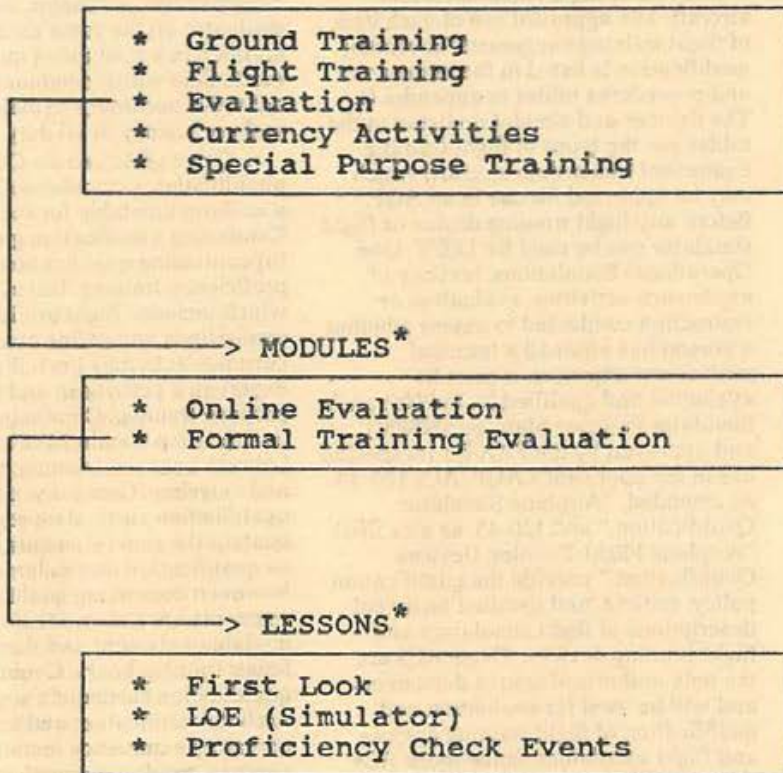 * Ground Training
* Flight Training
* Evaluation
* Currency Activities
* Special Purpose Training
MODULES*
* Online Evaluation
* Formal Training Evaluation
LESSONS*
* First Look
* LOE (Simulator)
* Proficiency Check Events